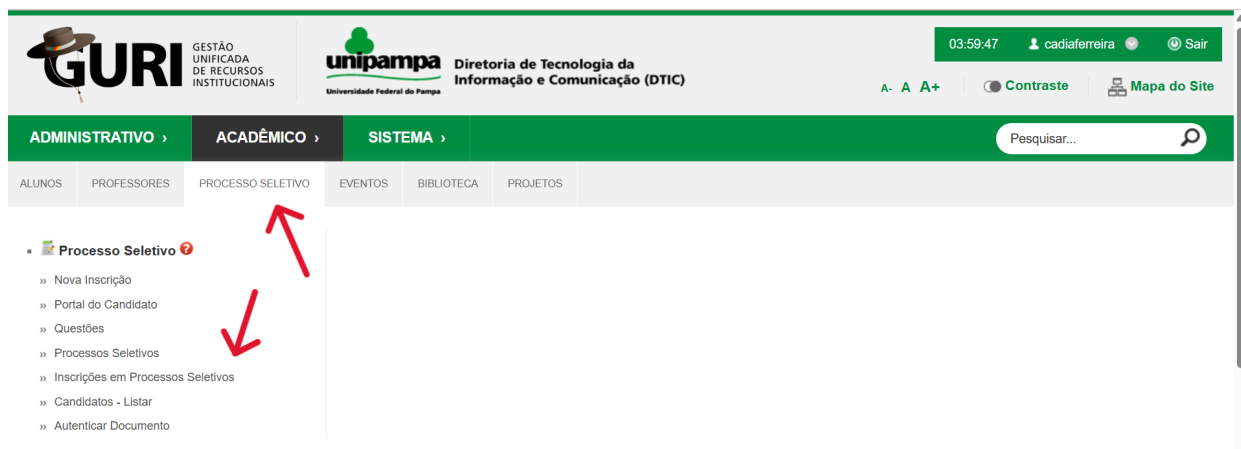 GURI
GESTÃO
UNIFICADA
DE RECURSOS
INSTITUCIONAIS
unipampa
Universidade Federal do Pampa
Diretoria de Tecnologia da
Informação e Comunicação (DTIC)
03:59:47 cadiaferreira Sair
A- A A+ Contraste Mapa do Site
ADMINISTRATIVO › ACADÊMICO › SISTEMA › Pesquisar...
ALUNOS PROFESSORES PROCESSO SELETIVO EVENTOS BIBLIOTECA PROJETOS
▪ Processo Seletivo ?
» Nova Inscrição
» Portal do Candidato
» Questões
» Processos Seletivos
» Inscrições em Processos Seletivos
» Candidatos - Listar
» Autenticar Documento